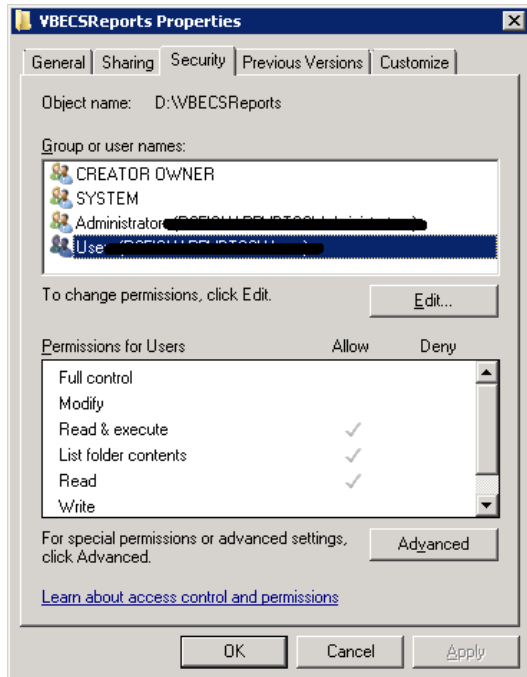 VBECSReports Properties
General Sharing Security Previous Versions Customize
Object name: D:\VBECSReports
Group or user names:
CREATOR OWNER
SYSTEM
Administrator
Use
To change permissions, click Edit.
Edit...
Permissions for Users Allow Deny
Full control
Modify
Read & execute
List folder contents
Read
Write
For special permissions or advanced settings,
click Advanced.
Advanced
Learn about access control and permissions
OK Cancel Apply